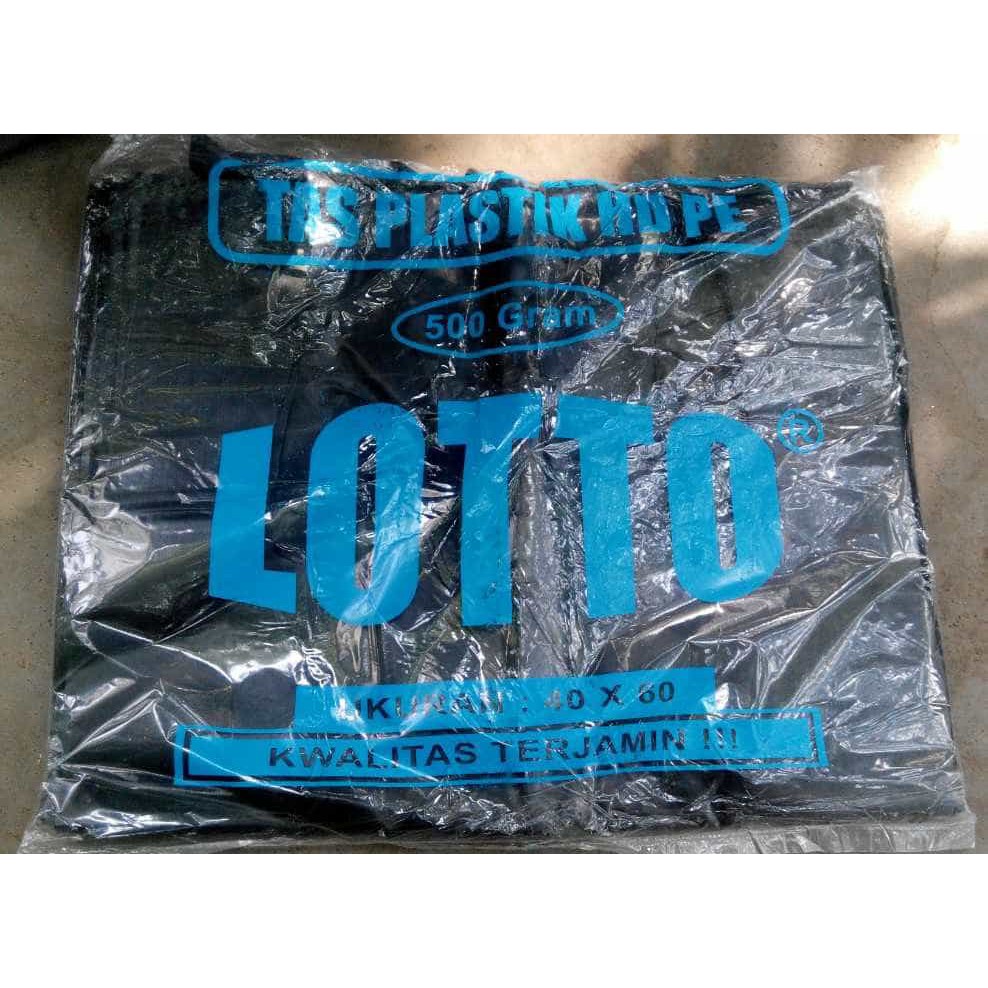 TAS PLASTIK HD PE
500 Gram
LOTTO®
UKURAN : 40 X 60
KWALITAS TERJAMIN !!!